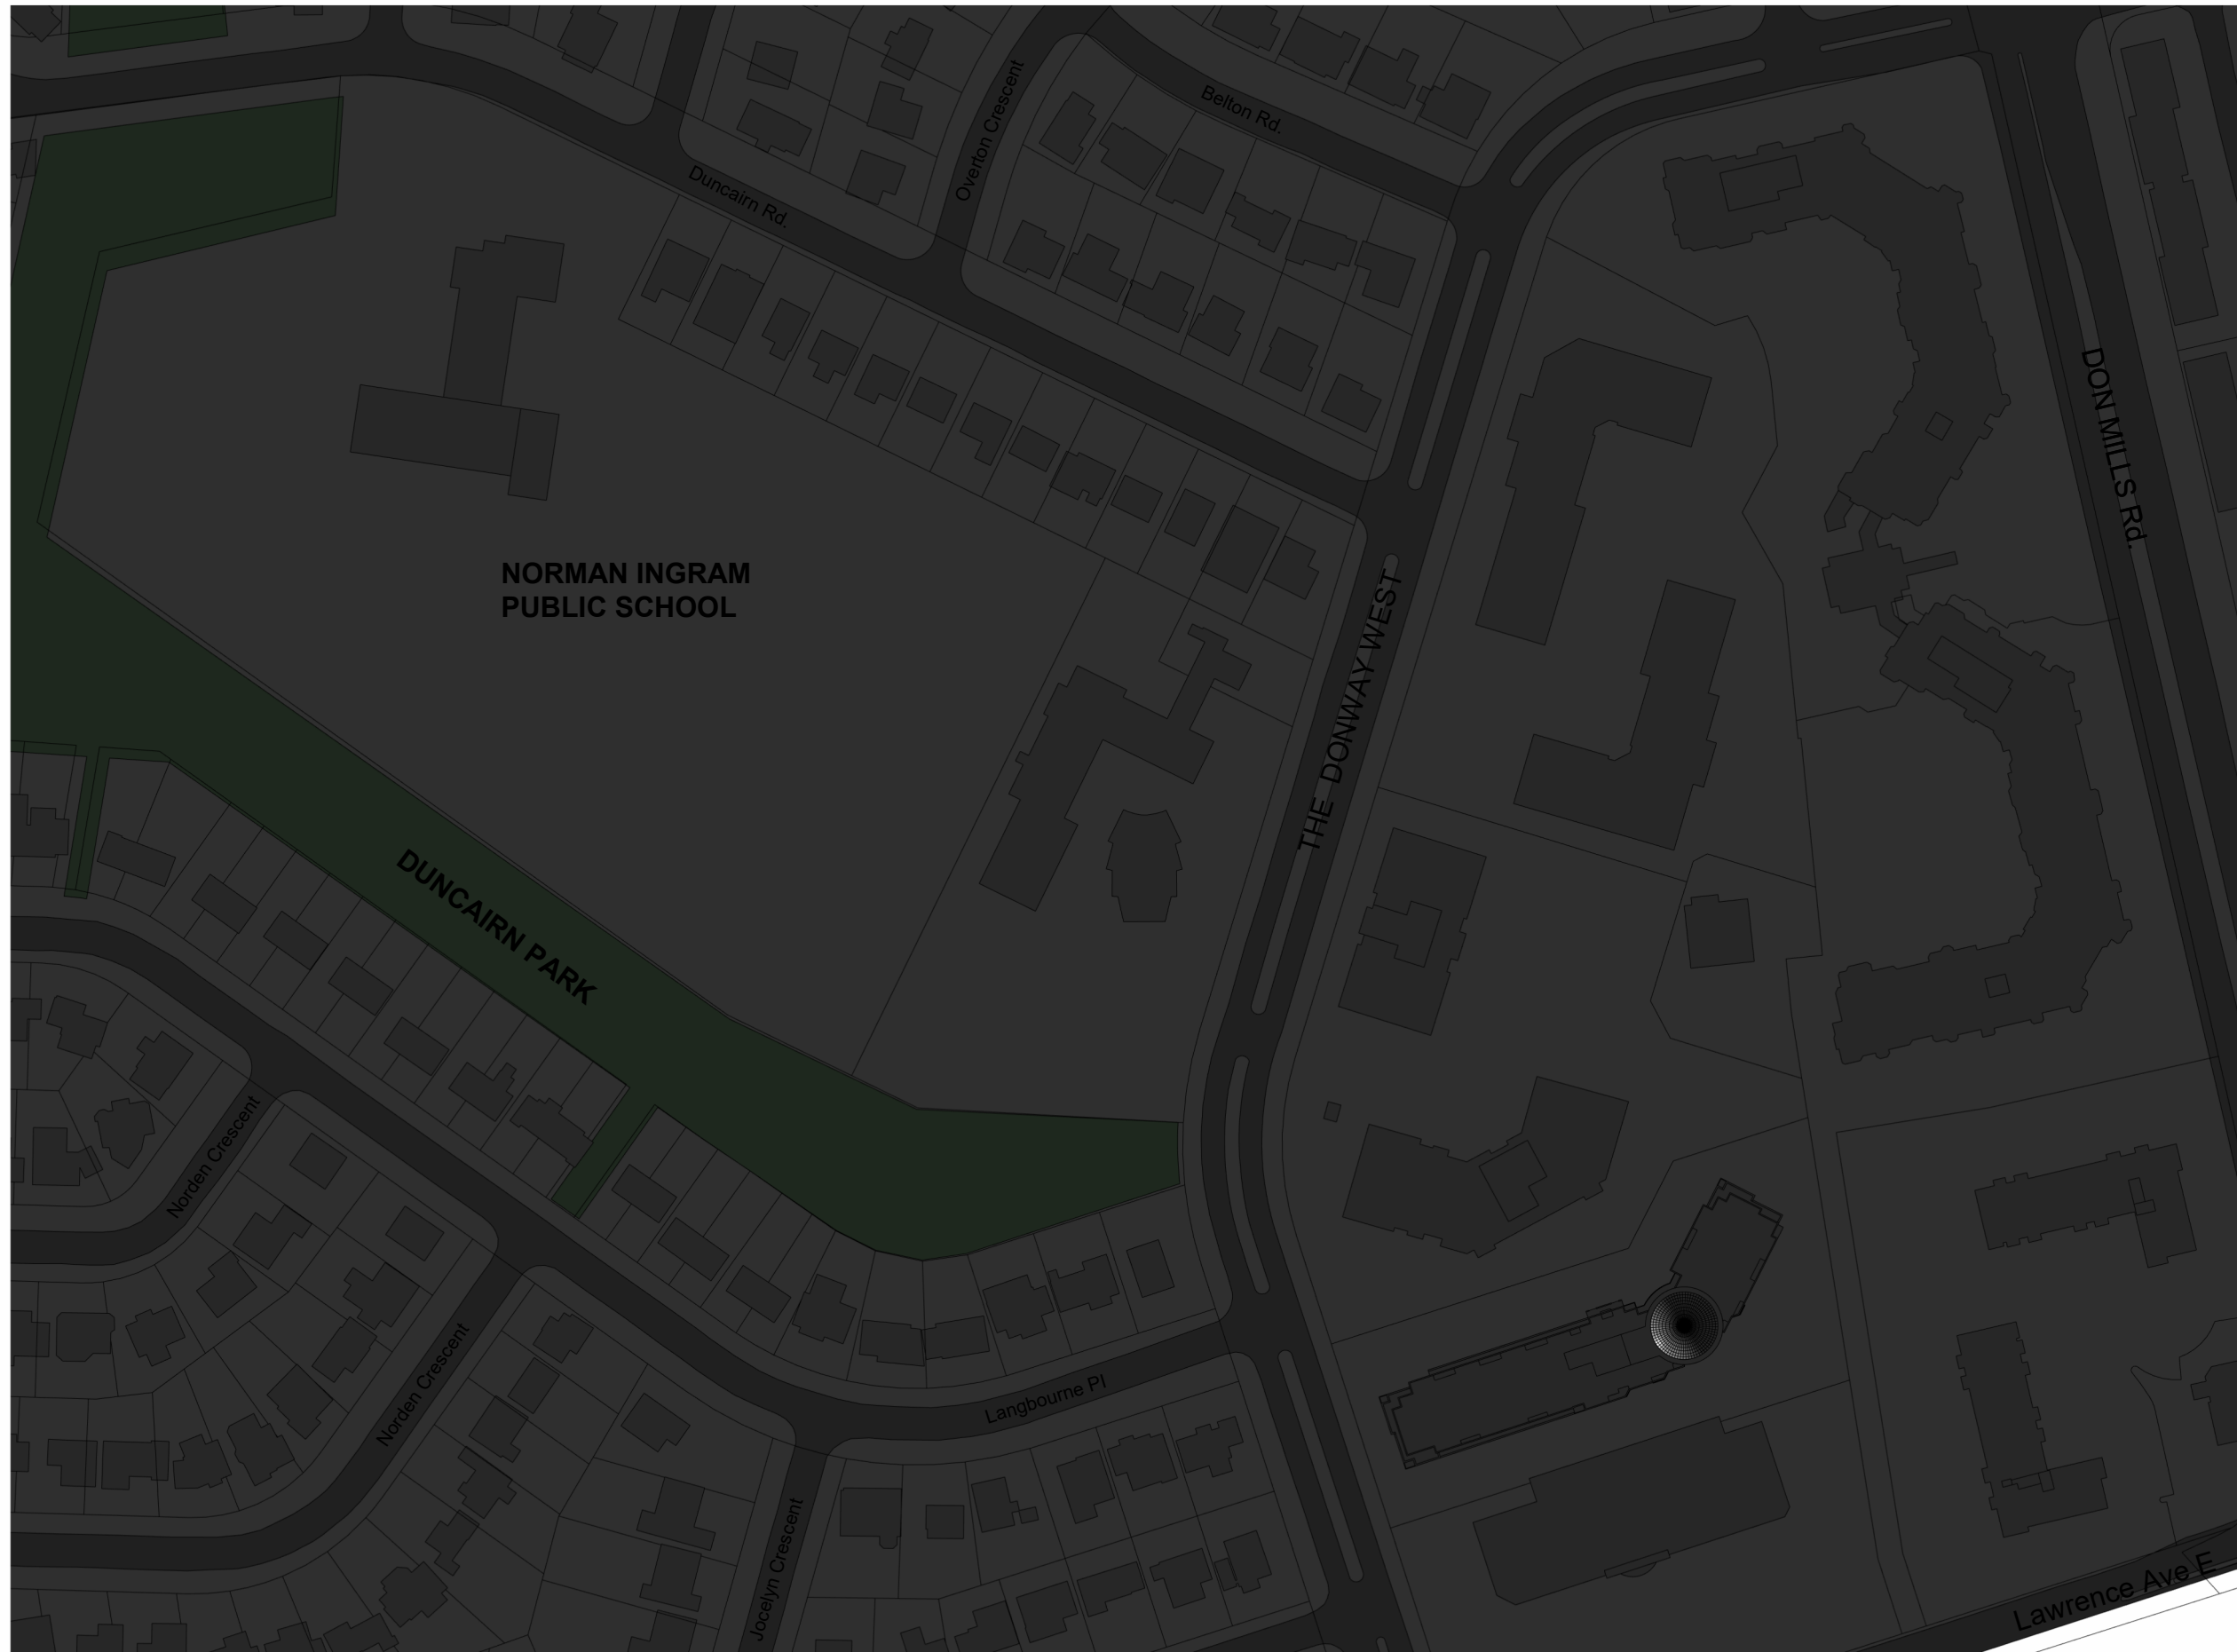 Belton Rd.
Overton Crescent
Duncairn Rd.
DON MILLS Rd.
NORMAN INGRAM
PUBLIC SCHOOL
THE DONWAY WEST
DUNCAIRN PARK
Norden Crescent
Norden Crescent
Langbourne Pl
Jocelyn Crescent
Lawrence Ave E